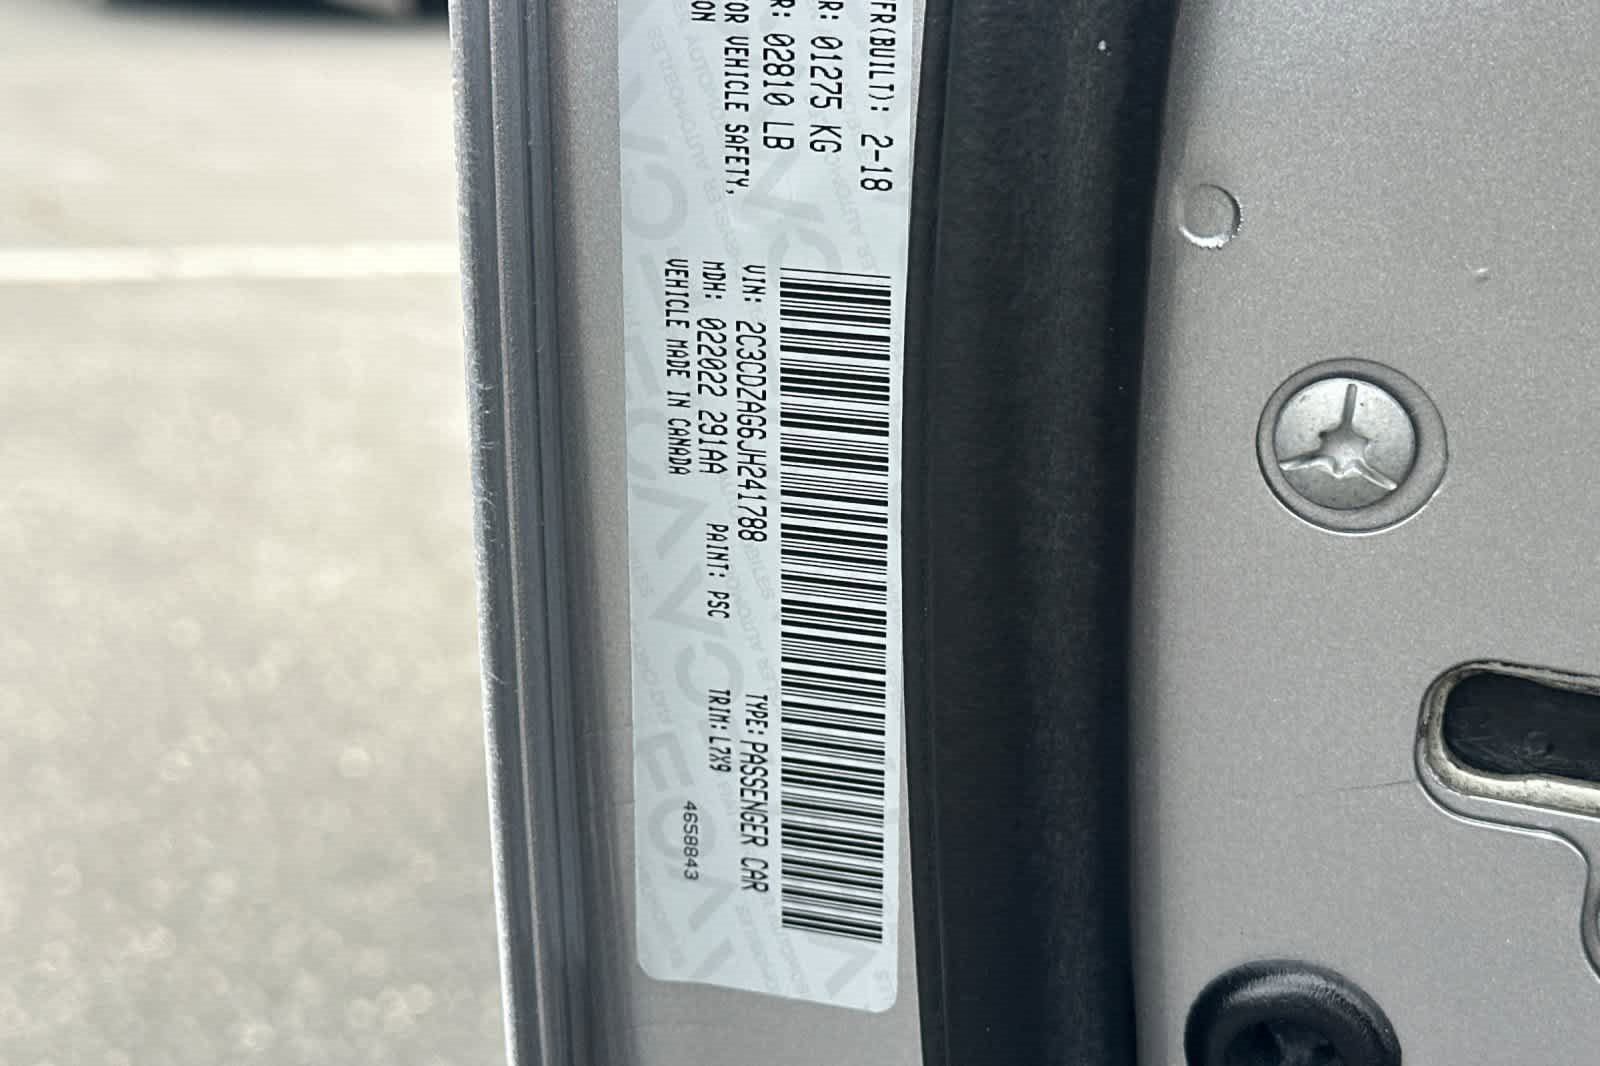 FR(BUILT): 2-18
R: 01275 KG
R: 02810 LB
OR VEHICLE SAFETY,
ON
VIN: 2C3CDZAG6JH241788
TYPE: PASSENGER CAR
MDH: 022022 291AA
PAINT: PSC
TRIM: L7X9
VEHICLE MADE IN CANADA
4658843